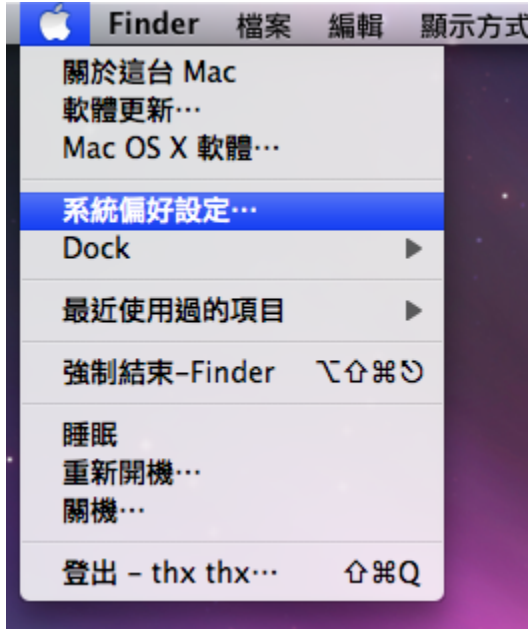 Finder 檔案 編輯 顯示方式
關於這台 Mac
軟體更新⋯
Mac OS X 軟體⋯
系統偏好設定⋯
Dock ▶
最近使用過的項目 ▶
強制結束-Finder ⌥⇧⌘⎋
睡眠
重新開機⋯
關機⋯
登出 - thx thx⋯ ⇧⌘Q